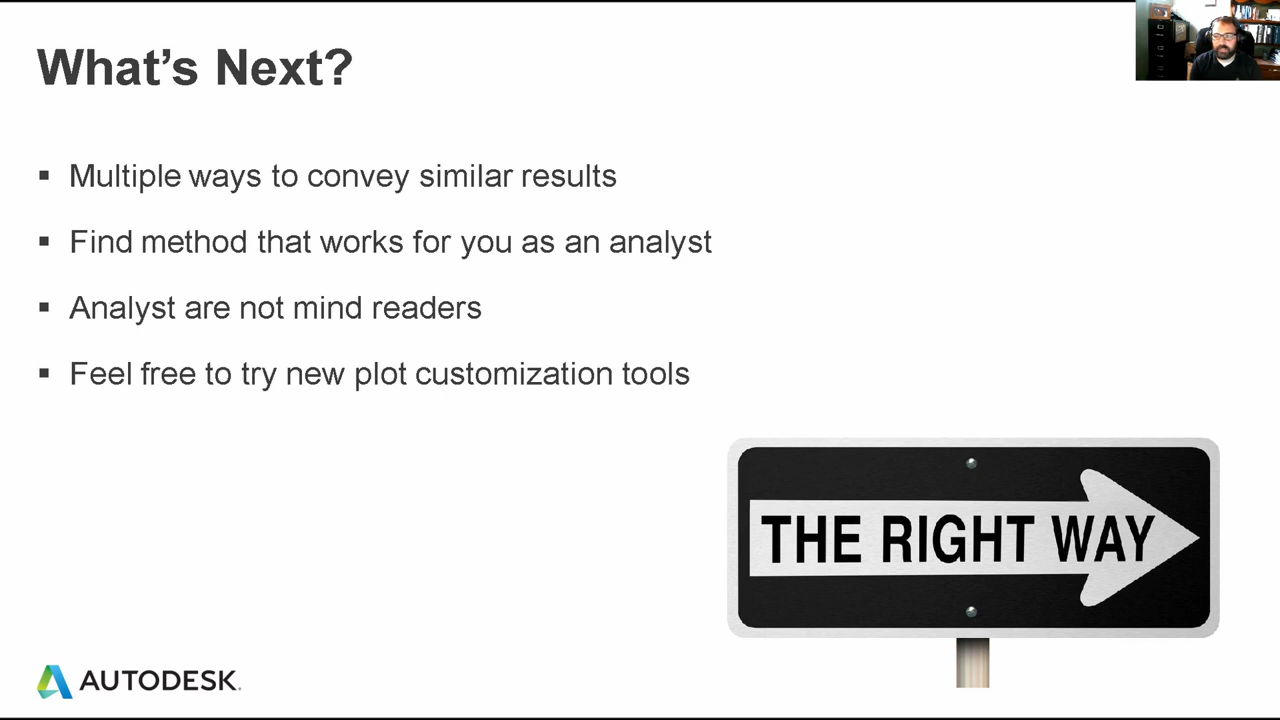 What's Next?
Multiple ways to convey similar results
Find method that works for you as an analyst
Analyst are not mind readers
Feel free to try new plot customization tools
THE RIGHT WAY
AUTODESK.